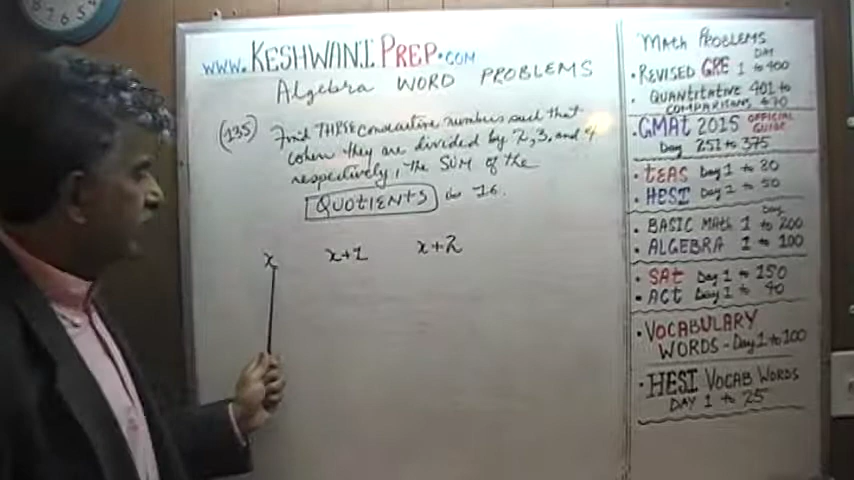 www.KESHWANIPREP.COM
Algebra WORD PROBLEMS
(135) Find THREE consecutive numbers such that
when they are divided by 2, 3, and 4
respectively, the SUM of the
QUOTIENTS is 16.
x x+1 x+2
MATH PROBLEMS
DAY
• REVISED GRE 1 to 400
• QUANTITATIVE 401 to
COMPARISONS, 470
• GMAT 2015 OFFICIAL GUIDE
Day 251 to 375
• TEAS Day 1 to 80
• HESI Day 1 to 50
Day
• BASIC MATH 1 to 200
• ALGEBRA 1 to 100
• SAT Day 1 to 150
• ACT Day 1 to 40
• VOCABULARY
WORDS - Day 1 to 100
• HESI VOCAB WORDS
DAY 1 to 25